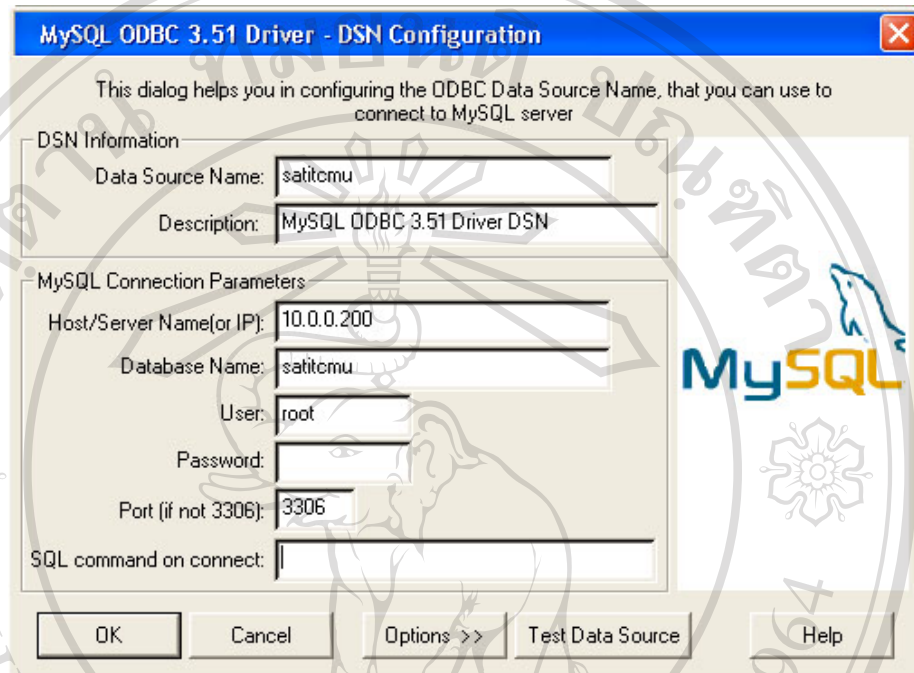 MySQL ODBC 3.51 Driver - DSN Configuration
This dialog helps you in configuring the ODBC Data Source Name, that you can use to
connect to MySQL server
DSN Information
Data Source Name: satitcmu
Description: MySQL ODBC 3.51 Driver DSN
MySQL Connection Parameters
Host/Server Name(or IP): 10.0.0.200
Database Name: satitcmu
User: root
Password:
Port (if not 3306): 3306
SQL command on connect:
MySQL
OK Cancel Options >> Test Data Source Help
964